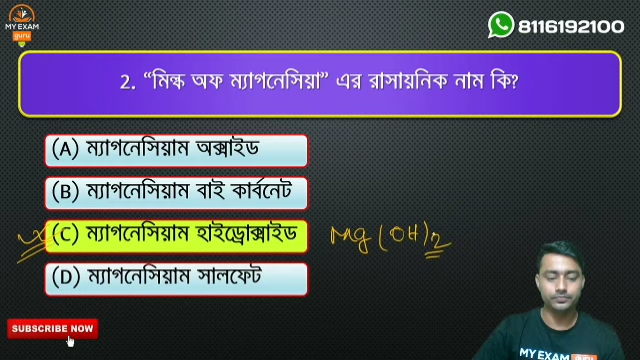 MY EXAM
guru
8116192100
2. “মিল্ক অফ ম্যাগনেসিয়া” এর রাসায়নিক নাম কি?
(A) ম্যাগনেসিয়াম অক্সাইড
(B) ম্যাগনেসিয়াম বাই কার্বনেট
(C) ম্যাগনেসিয়াম হাইড্রোক্সাইড Mg(OH)2
(D) ম্যাগনেসিয়াম সালফেট
SUBSCRIBE NOW
MY EXAM
guru